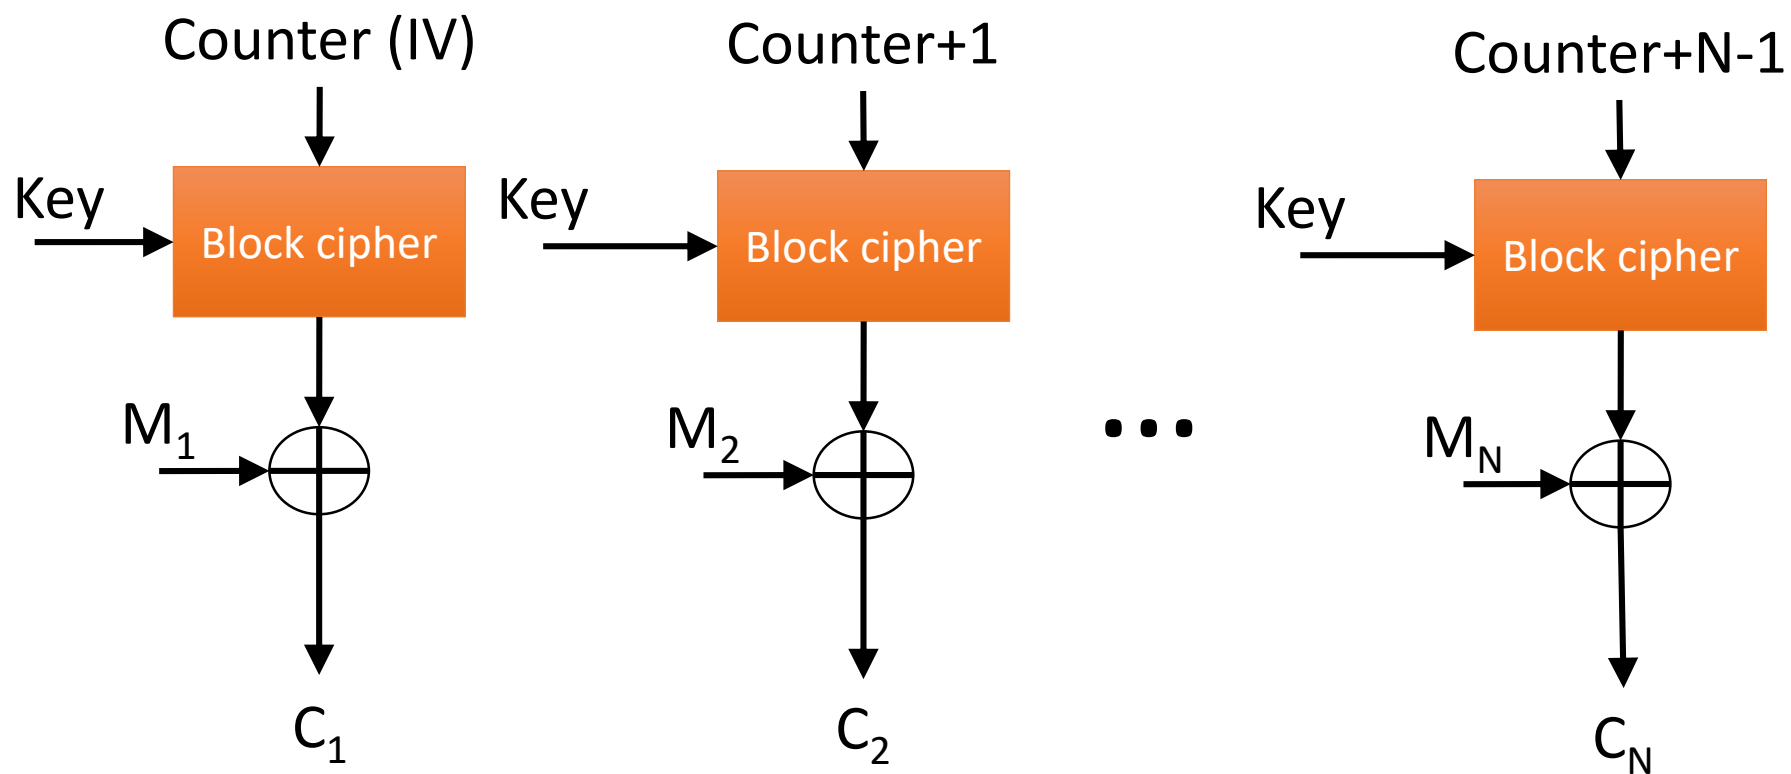 Counter (IV)
Counter+1
Counter+N-1
Key
Key
Key
Block cipher
Block cipher
Block cipher
M1
M2
MN
...
C1
C2
CN